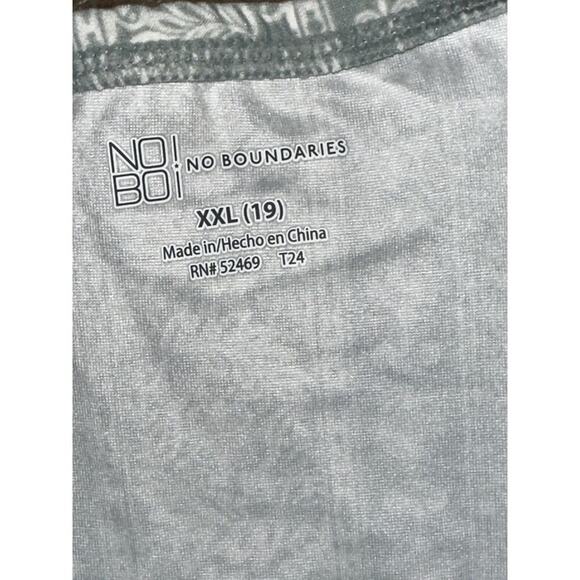 NO!
BO!
NO BOUNDARIES
XXL (19)
Made in/Hecho en China
RN# 52469 T24